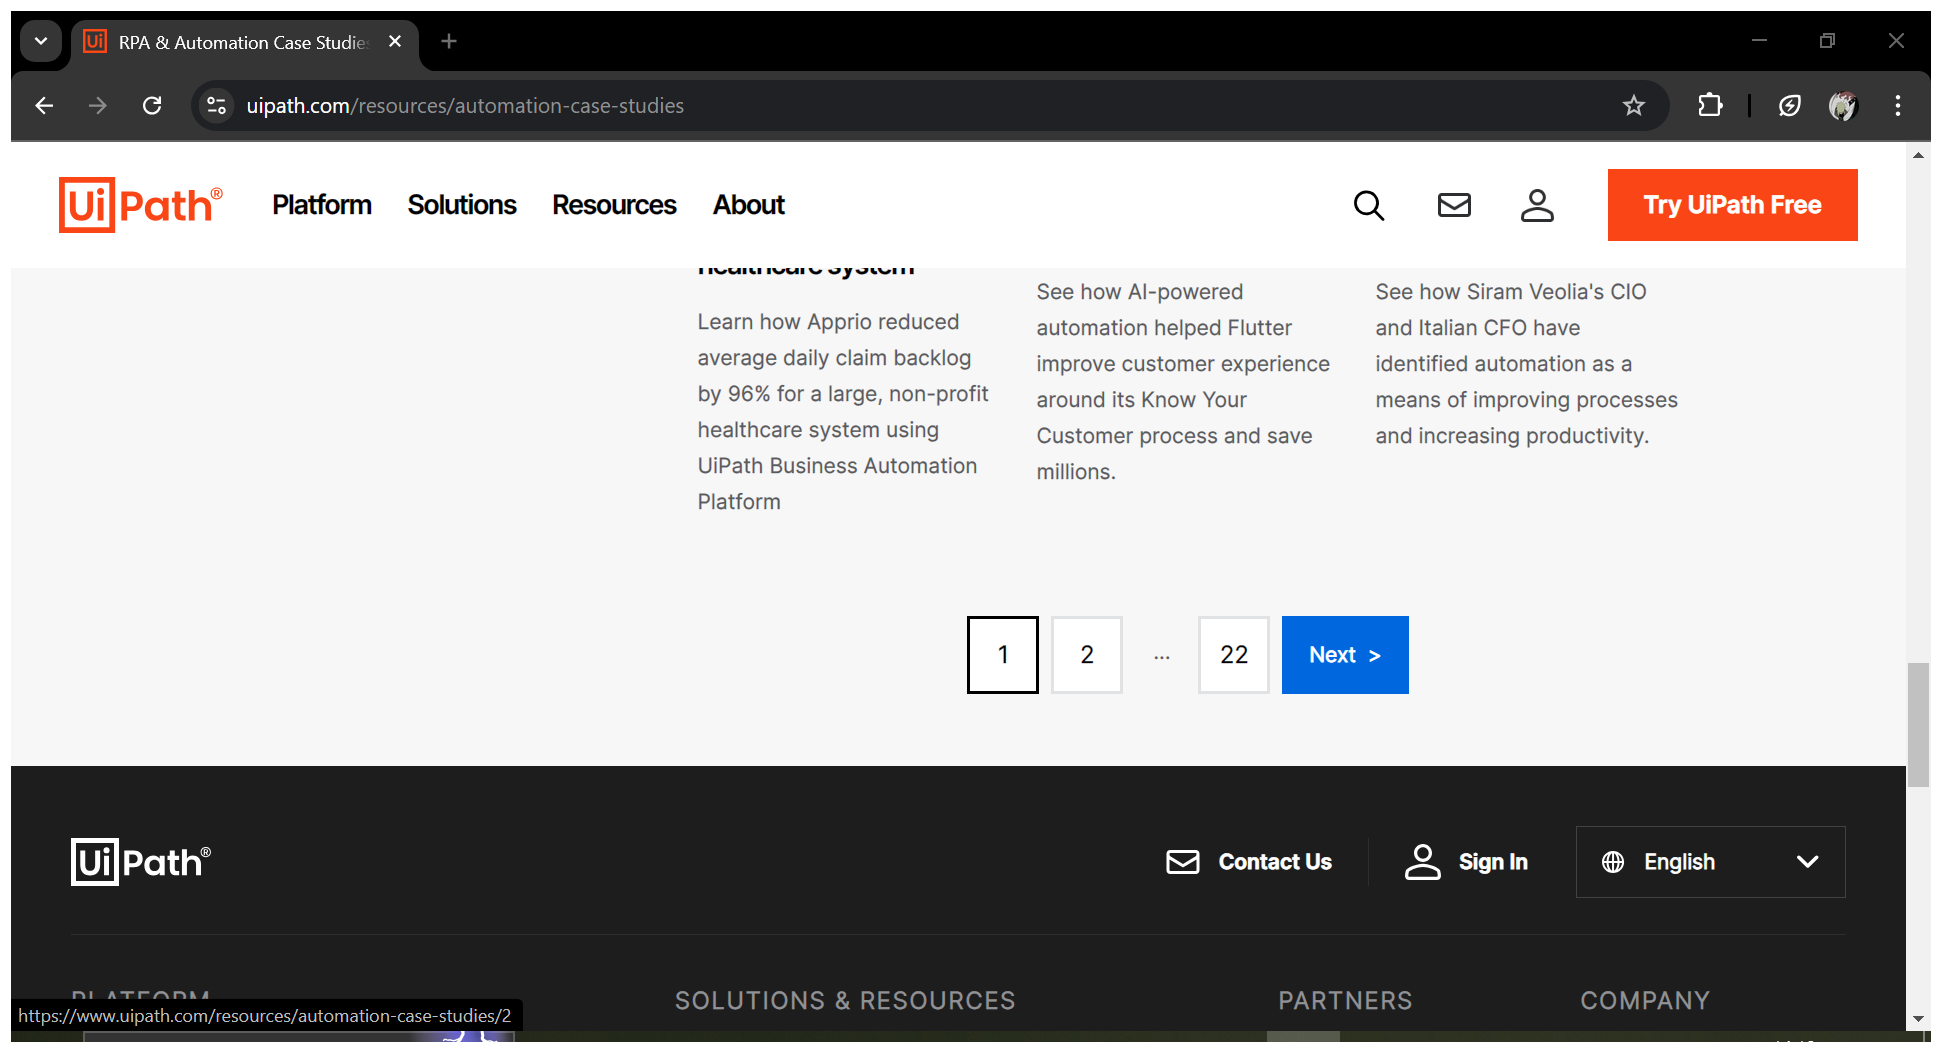 RPA & Automation Case Studies
uipath.com/resources/automation-case-studies
UiPath®
Platform
Solutions
Resources
About
Try UiPath Free
healthcare system
Learn how Apprio reduced
average daily claim backlog
by 96% for a large, non-profit
healthcare system using
UiPath Business Automation
Platform
See how AI-powered
automation helped Flutter
improve customer experience
around its Know Your
Customer process and save
millions.
See how Siram Veolia's CIO
and Italian CFO have
identified automation as a
means of improving processes
and increasing productivity.
1
2
...
22
Next >
UiPath®
Contact Us
Sign In
English
PLATFORM
SOLUTIONS & RESOURCES
PARTNERS
COMPANY
https://www.uipath.com/resources/automation-case-studies/2